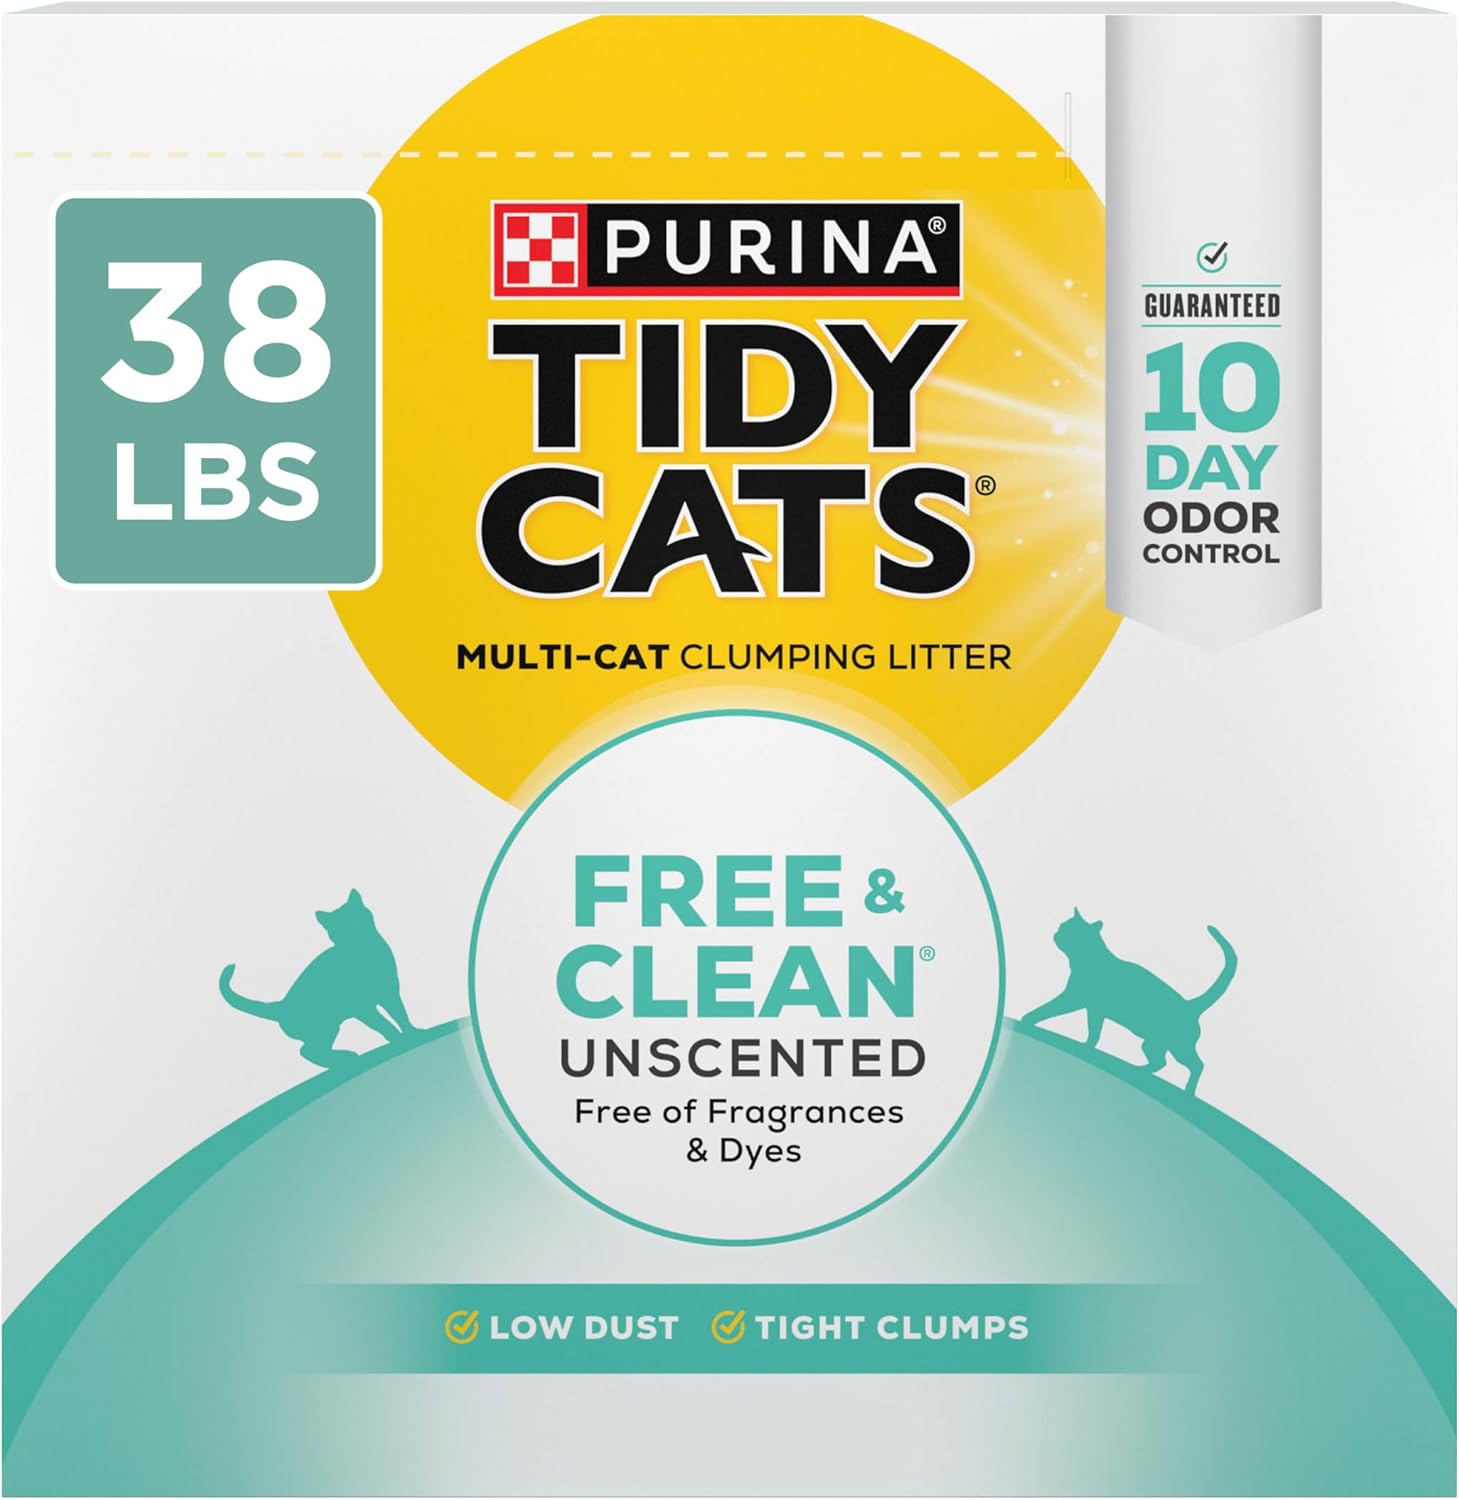 38
LBS
PURINA®
TIDY
CATS®
MULTI-CAT CLUMPING LITTER
GUARANTEED
10
DAY
ODOR
CONTROL
FREE &
CLEAN®
UNSCENTED
Free of Fragrances
& Dyes
LOW DUST TIGHT CLUMPS